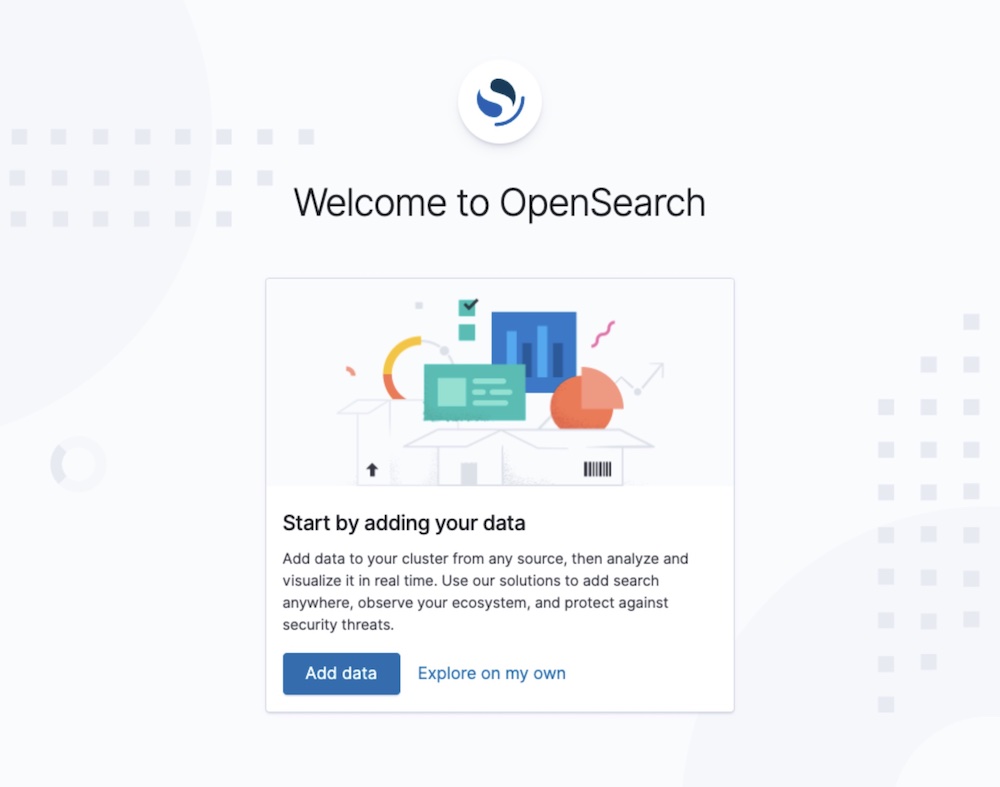 Welcome to OpenSearch
Start by adding your data
Add data to your cluster from any source, then analyze and
visualize it in real time. Use our solutions to add search
anywhere, observe your ecosystem, and protect against
security threats.
Add data
Explore on my own